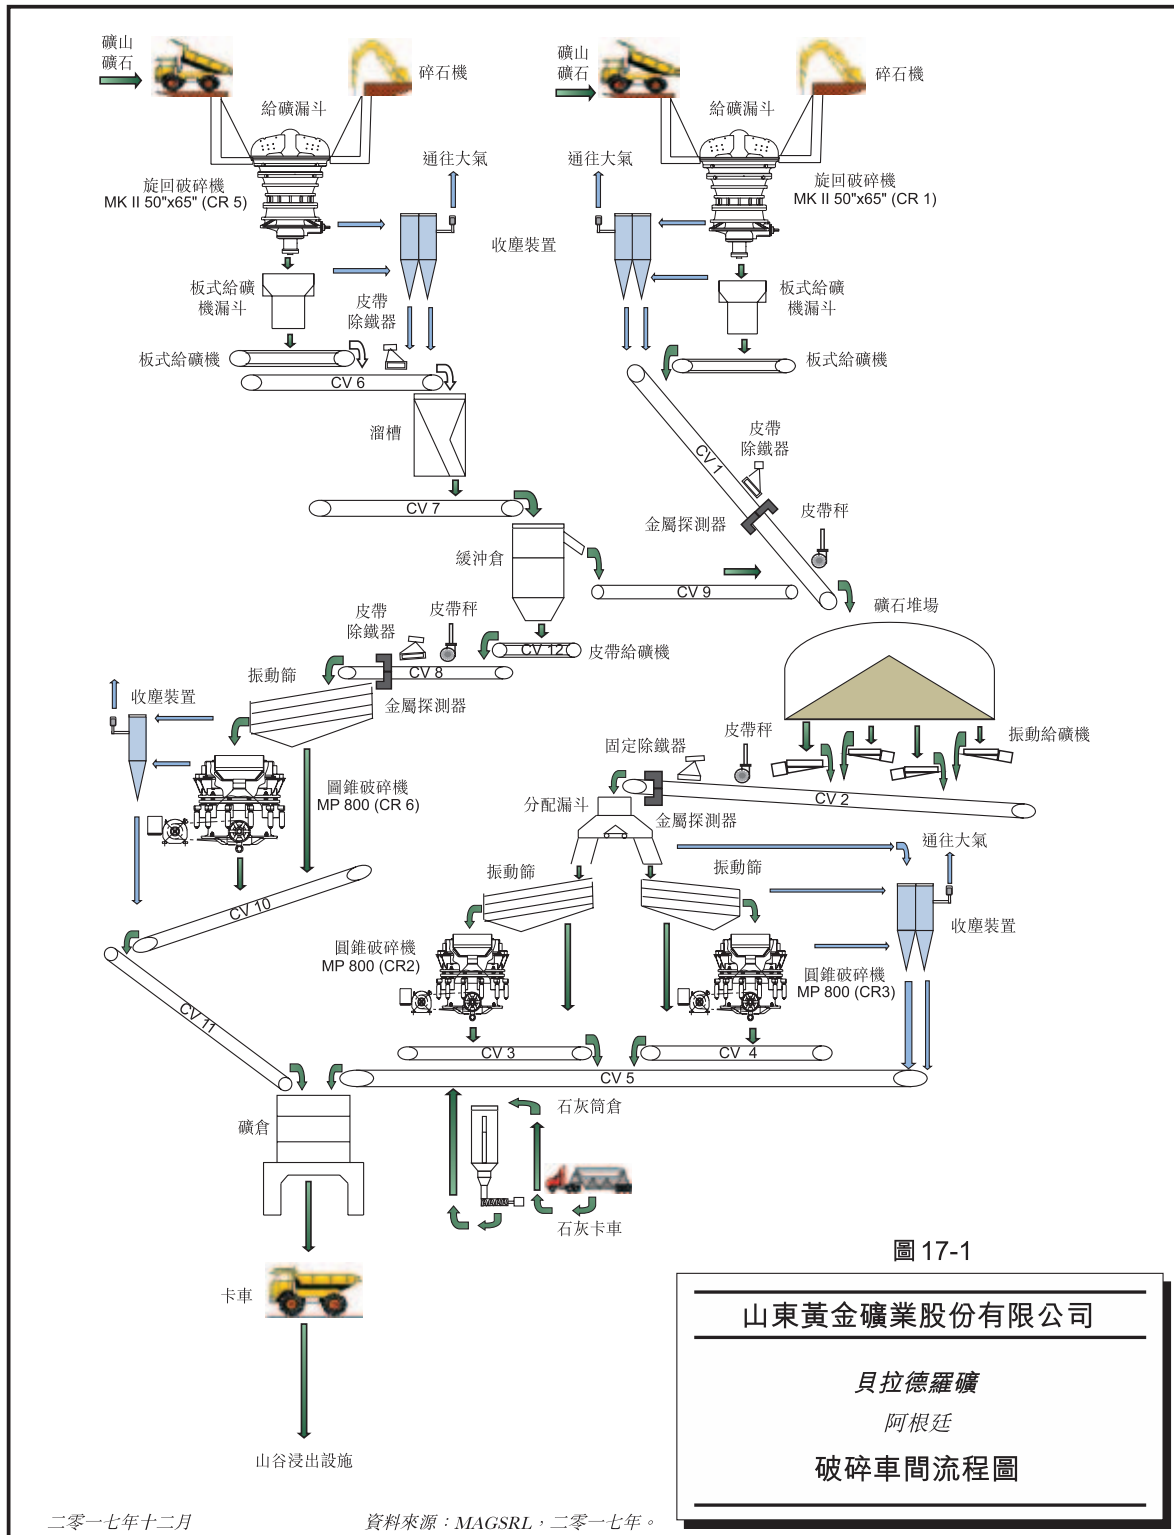 礦山
礦石
碎石機
給礦漏斗
旋回破碎機
MK II 50"x65" (CR 5)
通往大氣
礦山
礦石
碎石機
給礦漏斗
通往大氣
旋回破碎機
MK II 50"x65" (CR 1)
收塵裝置
板式給礦
機漏斗
皮帶
除鐵器
板式給礦
機漏斗
板式給礦機
CV 6
板式給礦機
溜槽
CV 1
皮帶
除鐵器
CV 7
金屬探測器
皮帶秤
緩沖倉
CV 9
礦石堆場
皮帶
除鐵器
皮帶秤
CV 12
皮帶給礦機
CV 8
金屬探測器
振動篩
收塵裝置
振動給礦機
固定除鐵器
皮帶秤
圖錐破碎機
MP 800 (CR 6)
CV 2
分配漏斗
金屬探測器
通往大氣
振動篩
振動篩
CV 10
收塵裝置
圓錐破碎機
MP 800 (CR2)
圓錐破碎機
MP 800 (CR3)
CV 11
CV 3
CV 4
CV 5
石灰筒倉
礦倉
石灰卡車
卡車
山谷浸出設施
圖 17-1
山東黃金礦業股份有限公司
貝拉德羅礦
阿根廷
破碎車間流程圖
二零一七年十二月
資料來源：MAGSRL，二零一七年。